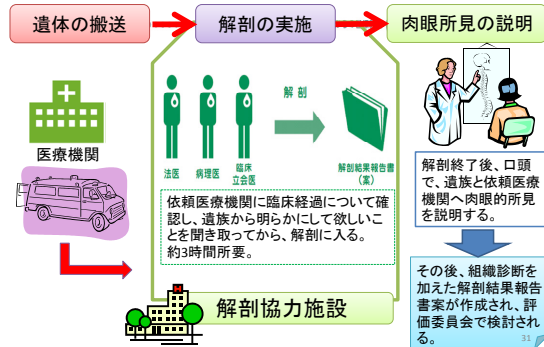 遺体の搬送
解剖の実施
肉眼所見の説明
医療機関
法医
病理医
臨床
立会医
解 剖
解剖結果報告書
(案)
依頼医療機関に臨床経過について確
認し、遺族から明らかにして欲しいこ
とを聞き取ってから、解剖に入る。
約3時間所要。
解剖協力施設
解剖終了後、口頭
で、遺族と依頼医療
機関へ肉眼的所見
を説明する。
その後、組織診断を
加えた解剖結果報告
書案が作成され、評
価委員会で検討され
る。
31